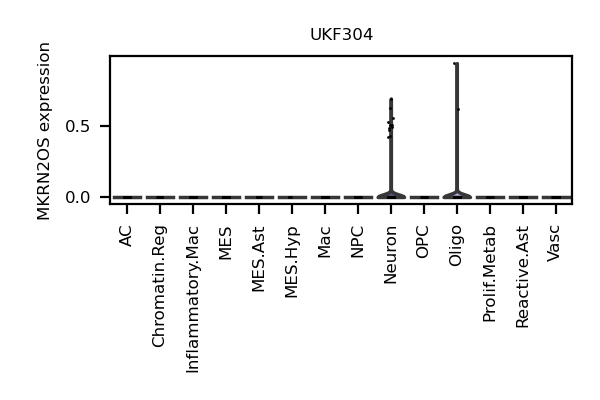 UKF304
MKRN2OS expression
0.5
0.0
AC
Chromatin.Reg
Inflammatory.Mac
MES
MES.Ast
MES.Hyp
Mac
NPC
Neuron
OPC
Oligo
Prolif.Metab
Reactive.Ast
Vasc